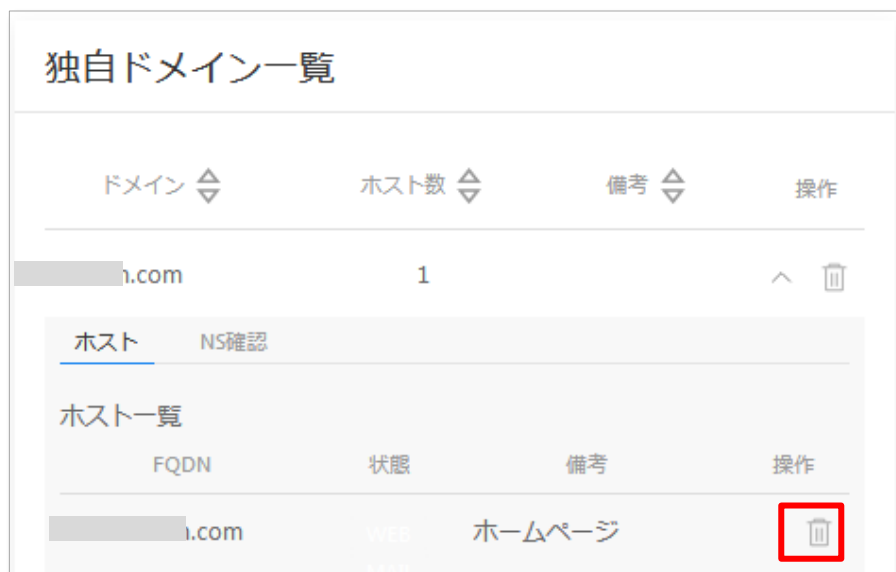 独自ドメイン一覧
ドメイン ホスト数 備考 操作
n.com 1
ホスト NS確認
ホスト一覧
FQDN 状態 備考 操作
.com WEB ホームページ